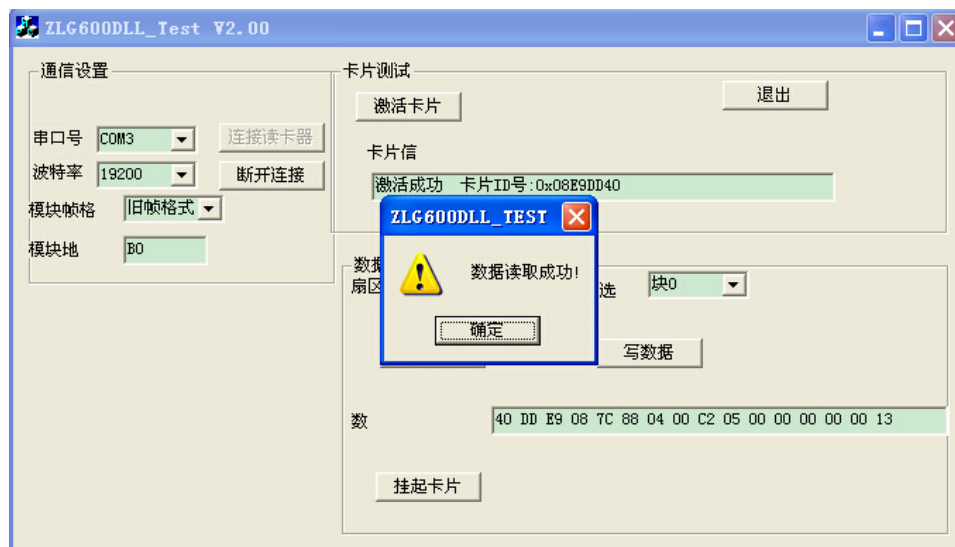 ZLG600DLL_Test V2.00
通信设置
串口号 COM3 连接读卡器
波特率 19200 断开连接
模块帧格 旧帧格式
模块地 B0
卡片测试
激活卡片
退出
卡片信
激活成功 卡片ID号:0x08E9DD40
ZLG600DLL_TEST
数据读取成功!
确定
数据
扇区
选 块0
写数据
数 40 DD E9 08 7C 88 04 00 C2 05 00 00 00 00 00 13
挂起卡片